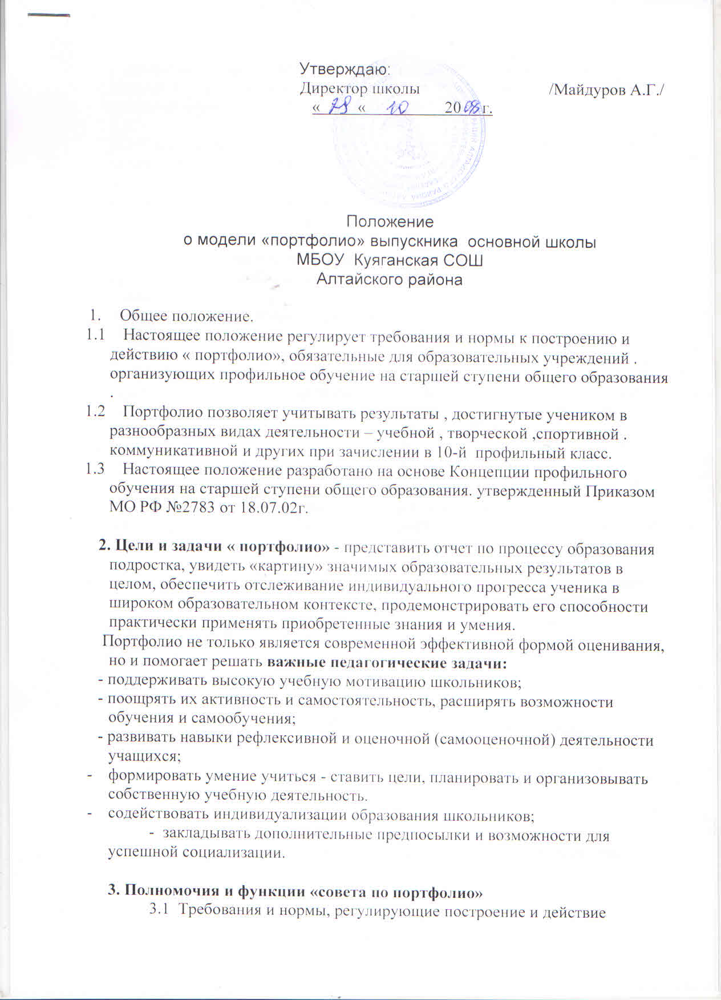 Утверждаю:
Директор школы /Майдуров А.Г./
« 29 « 10 2008 г.
Положение
о модели «портфолио» выпускника основной школы
МБОУ Куяганская СОШ
Алтайского района
1. Общее положение.
1.1 Настоящее положение регулирует требования и нормы к построению и
действию « портфолио», обязательные для образовательных учреждений .
организующих профильное обучение на старшей ступени общего образования
.
1.2 Портфолио позволяет учитывать результаты , достигнутые учеником в
разнообразных видах деятельности – учебной , творческой ,спортивной .
коммуникативной и других при зачислении в 10-й профильный класс.
1.3 Настоящее положение разработано на основе Концепции профильного
обучения на старшей ступени общего образования. утвержденный Приказом
МО РФ №2783 от 18.07.02г.
2. Цели и задачи « портфолио» - представить отчет по процессу образования
подростка, увидеть «картину» значимых образовательных результатов в
целом, обеспечить отслеживание индивидуального прогресса ученика в
широком образовательном контексте, продемонстрировать его способности
практически применять приобретенные знания и умения.
Портфолио не только является современной эффективной формой оценивания,
но и помогает решать важные педагогические задачи:
- поддерживать высокую учебную мотивацию школьников;
- поощрять их активность и самостоятельность, расширять возможности
обучения и самообучения;
- развивать навыки рефлексивной и оценочной (самооценочной) деятельности
учащихся;
- формировать умение учиться - ставить цели, планировать и организовывать
собственную учебную деятельность.
- содействовать индивидуализации образования школьников;
- закладывать дополнительные предпосылки и возможности для
успешной социализации.
3. Полномочия и функции «совета по портфолио»
3.1 Требования и нормы, регулирующие построение и действие